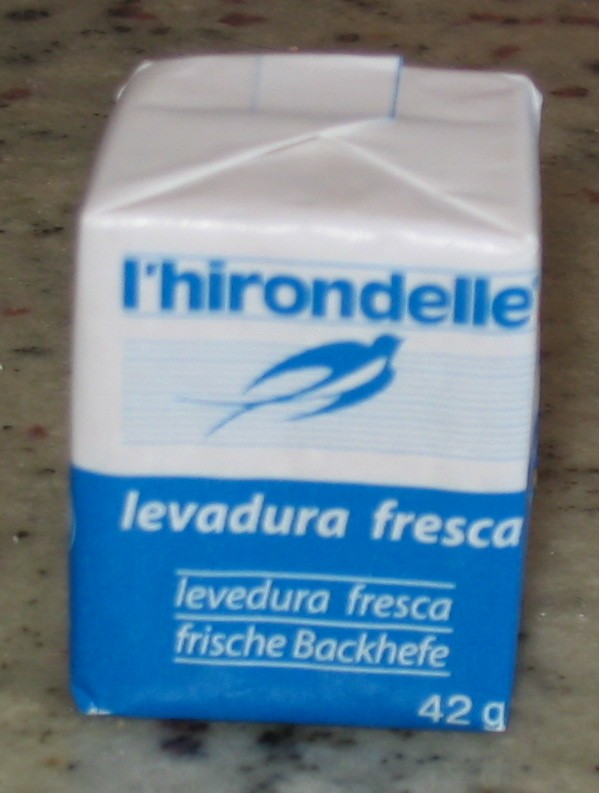 l'hirondelle
levadura fresca
levedura fresca
frische Backhefe
42 g